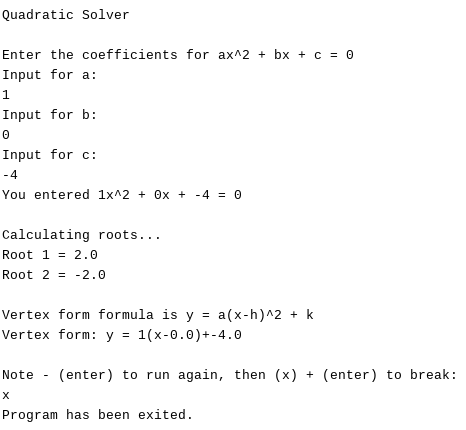 Quadratic Solver
Enter the coefficients for ax^2 + bx + c = 0
Input for a:
1
Input for b:
0
Input for c:
-4
You entered 1x^2 + 0x + -4 = 0
Calculating roots...
Root 1 = 2.0
Root 2 = -2.0
Vertex form formula is y = a(x-h)^2 + k
Vertex form: y = 1(x-0.0)+-4.0
Note - (enter) to run again, then (x) + (enter) to break:
x
Program has been exited.